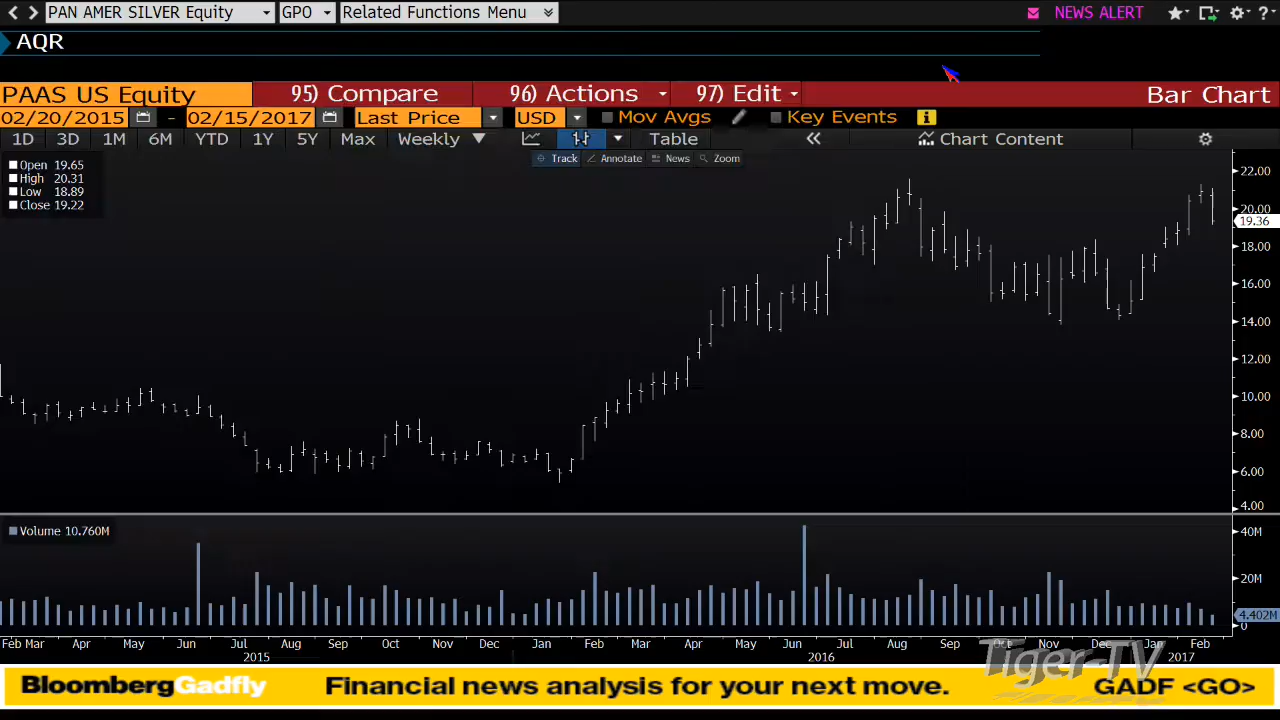 PAN AMER SILVER Equity GPO Related Functions Menu NEWS ALERT ?
AQR
PAAS US Equity 95) Compare 96) Actions 97) Edit Bar Chart
02/20/2015 - 02/15/2017 Last Price USD Mov Avgs Key Events i
1D 3D 1M 6M YTD 1Y 5Y Max Weekly Table Chart Content
Track Annotate News Zoom
Open 19.65
High 20.31
Low 18.89
Close 19.22
22.00
20.00
19.36
18.00
16.00
14.00
12.00
10.00
8.00
6.00
4.00
Volume 10.760M
40M
20M
4.402M
0
Feb Mar Apr May Jun Jul Aug Sep Oct Nov Dec Jan Feb Mar Apr May Jun Jul Aug Sep Oct Nov Dec Jan Feb
2015 2016 2017
Tiger-TV
BloombergGadfly Financial news analysis for your next move. GADF <GO>